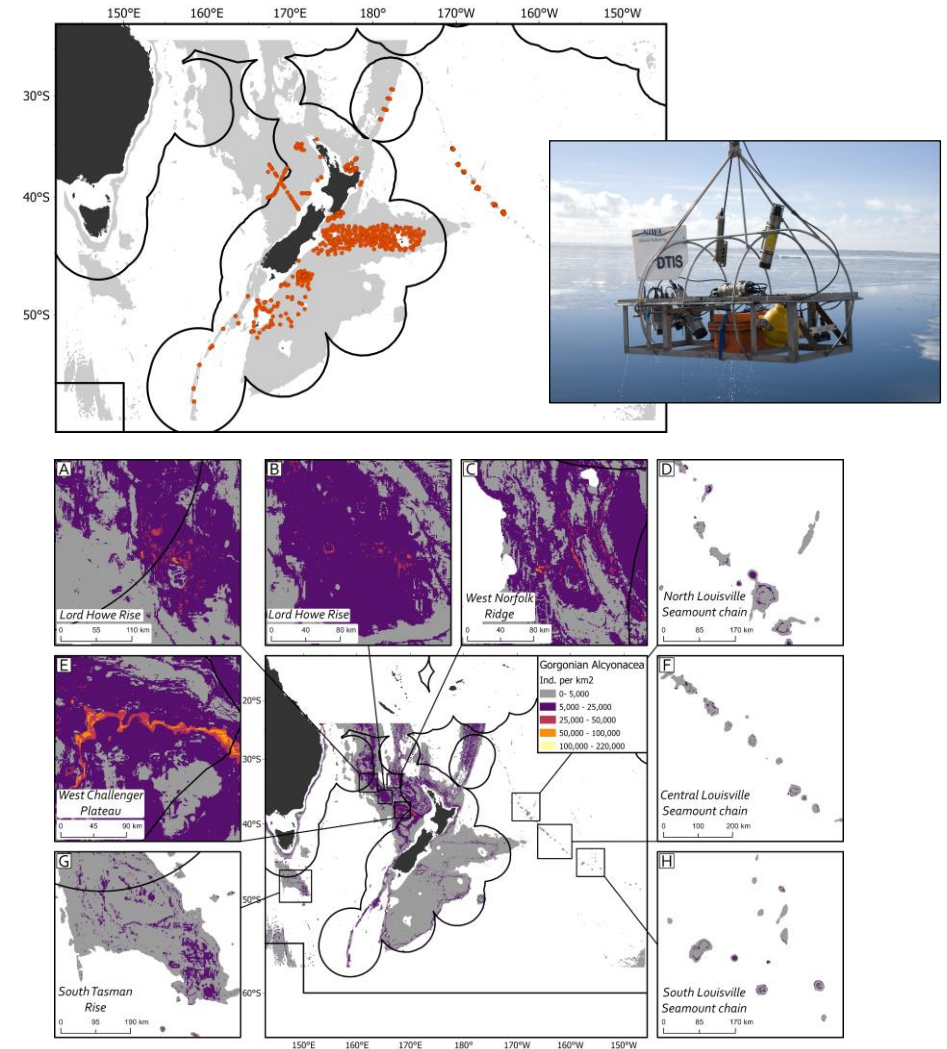 150°E 160°E 170°E 180° 170°W 160°W 150°W
30°S
40°S
50°S
NIWA
DTIS
A
Lord Howe Rise
0 55 110 km
B
Lord Howe Rise
0 40 80 km
C
West Norfolk
Ridge
0 40 80 km
D
North Louisville
Seamount chain
0 85 170 km
E
West Challenger
Plateau
0 45 90 km
Gorgonian Alcyonacea
Ind. per km2
0- 5,000
5,000 - 25,000
25,000 - 50,000
50,000 - 100,000
100,000 - 220,000
20°S
30°S
40°S
50°S
60°S
F
Central Louisville
Seamount chain
0 100 200 km
G
South Tasman
Rise
0 95 190 km
H
South Louisville
Seamount chain
0 85 170 km
150°E 160°E 170°E 180° 170°W 160°W 150°W